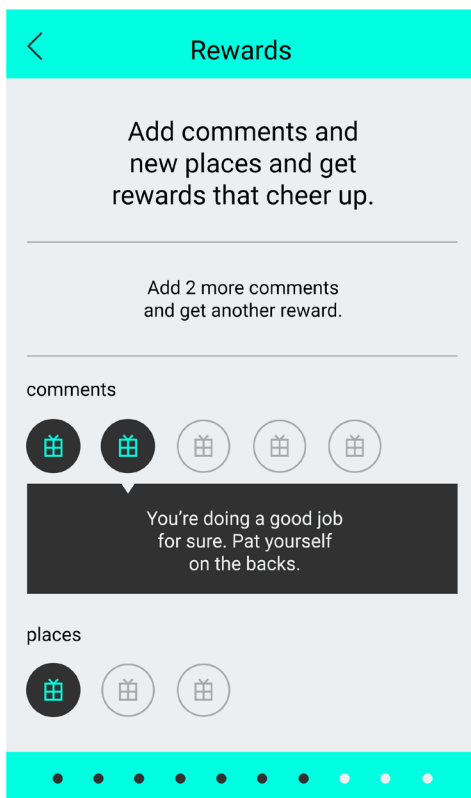 Rewards
Add comments and
new places and get
rewards that cheer up.
Add 2 more comments
and get another reward.
comments
You’re doing a good job
for sure. Pat yourself
on the backs.
places